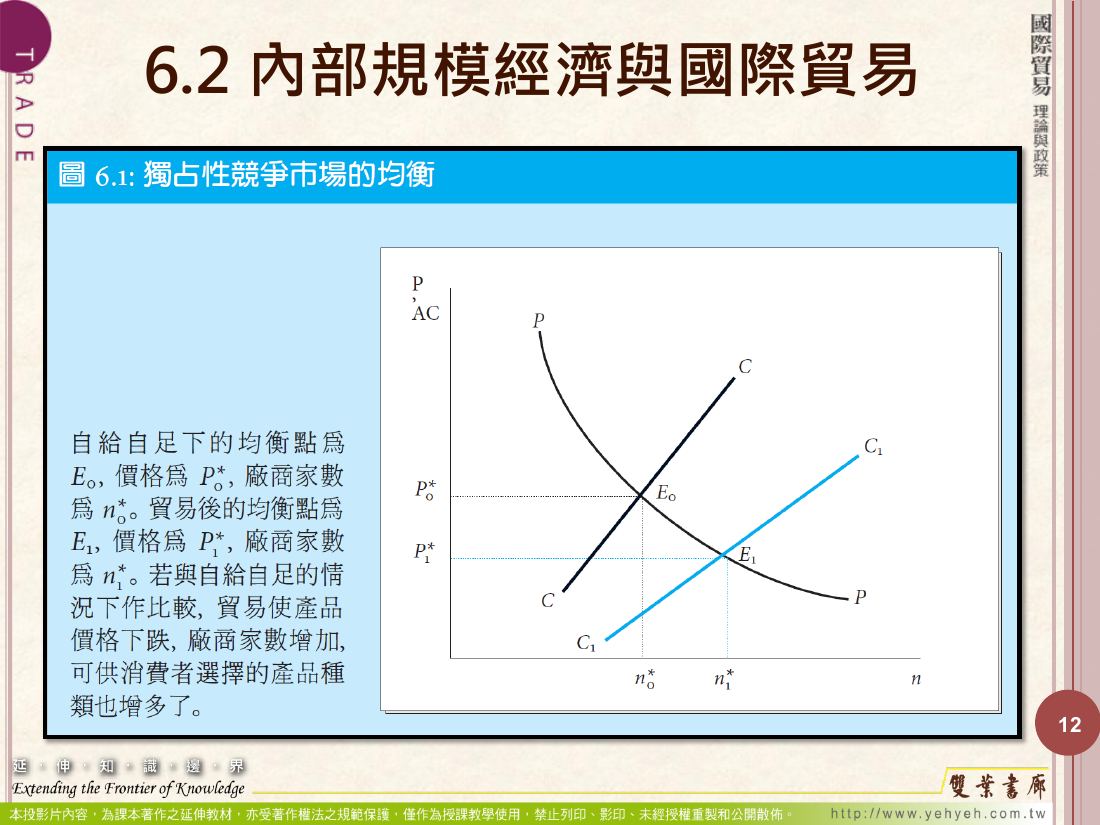 6.2 內部規模經濟與國際貿易
TRADE
國際貿易 理論與政策
圖 6.1: 獨占性競爭市場的均衡
自給自足下的均衡點為
E₀, 價格為 P₀*, 廠商家數
為 n₀*。貿易後的均衡點為
E₁, 價格為 P₁*, 廠商家數
為 n₁*。若與自給自足的情
況下作比較, 貿易使產品
價格下跌, 廠商家數增加,
可供消費者選擇的產品種
類也增多了。
P
,
AC
P
C
C₁
P₀*
E₀
P₁*
E₁
C
P
C₁
n₀*
n₁*
n
12
延。伸。知。識。邊。界
Extending the Frontier of Knowledge
雙葉書廊
本投影片內容，為課本著作之延伸教材，亦受著作權法之規範保護，僅作為授課教學使用，禁止列印、影印、未經授權重製和公開散佈。
http://www.yehyeh.com.tw